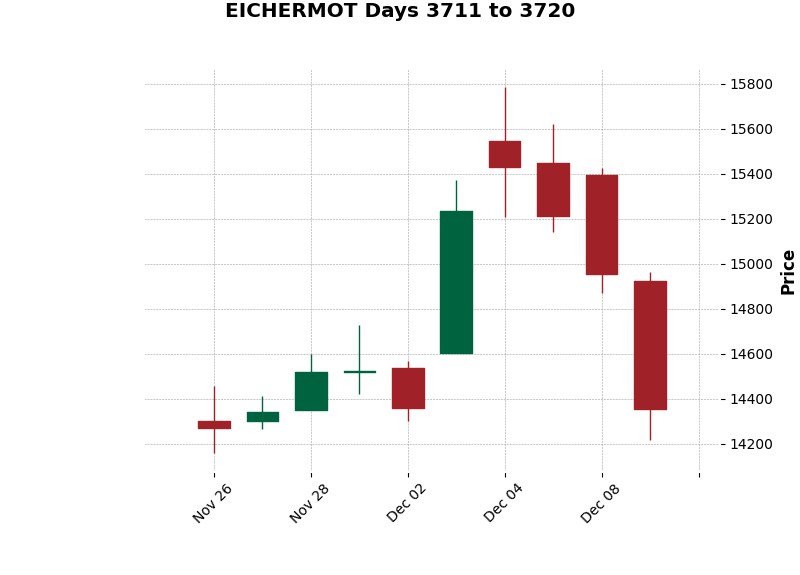 EICHERMOT Days 3711 to 3720
15800
15600
15400
15200
15000
14800
14600
14400
14200
Price
Nov 26
Nov 28
Dec 02
Dec 04
Dec 08